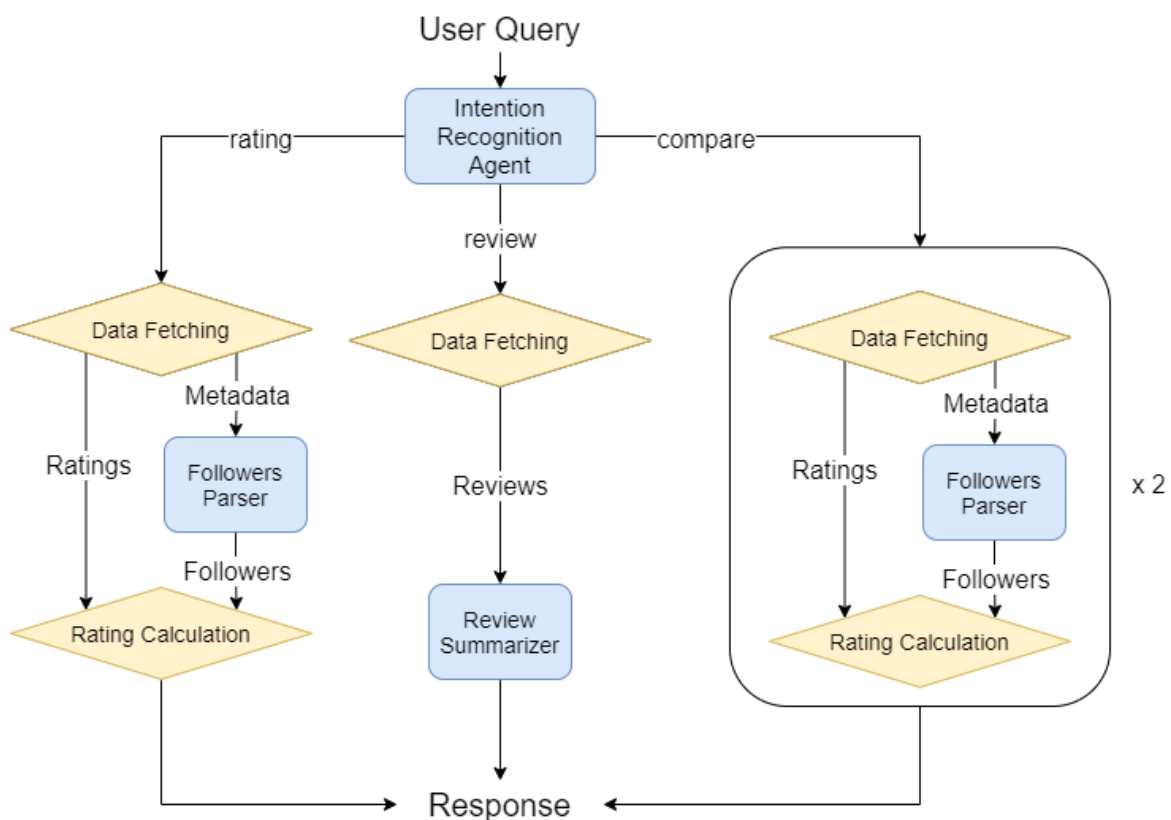 User Query
Intention
Recognition
Agent
rating
compare
review
Data Fetching
Metadata
Ratings
Followers
Parser
Followers
Rating Calculation
Data Fetching
Reviews
Review
Summarizer
Data Fetching
Metadata
Ratings
Followers
Parser
Followers
Rating Calculation
x 2
Response